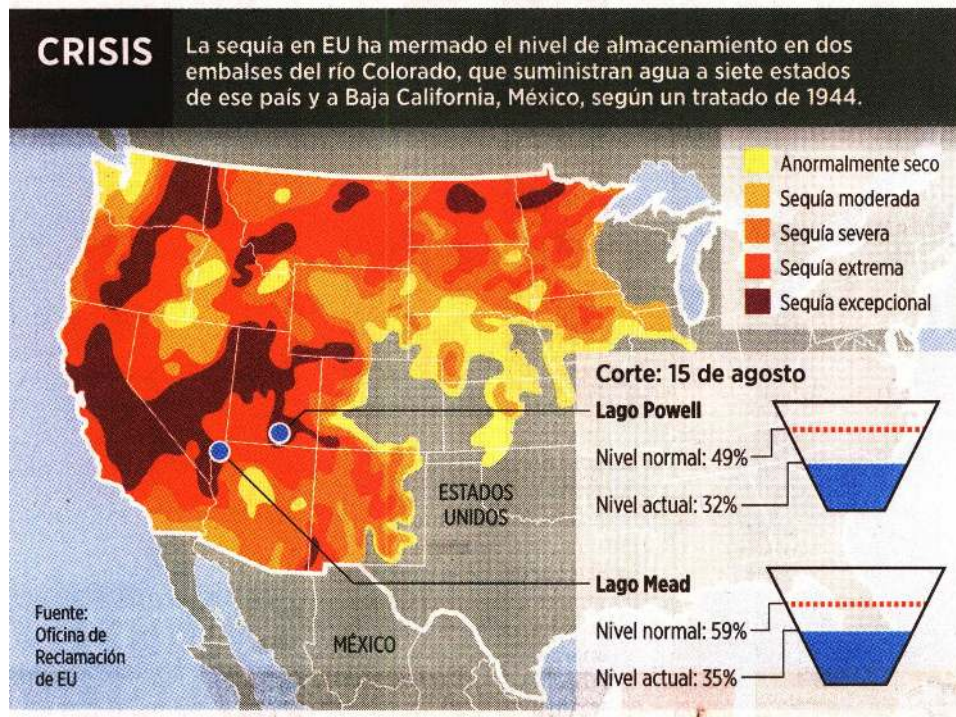 CRISIS
La sequía en EU ha mermado el nivel de almacenamiento en dos
embalses del río Colorado, que suministran agua a siete estados
de ese país y a Baja California, México, según un tratado de 1944.
Anormalmente seco
Sequía moderada
Sequía severa
Sequía extrema
Sequía excepcional
Corte: 15 de agosto
Lago Powell
Nivel normal: 49%
Nivel actual: 32%
ESTADOS
UNIDOS
Lago Mead
Nivel normal: 59%
Nivel actual: 35%
MÉXICO
Fuente:
Oficina de
Reclamación
de EU